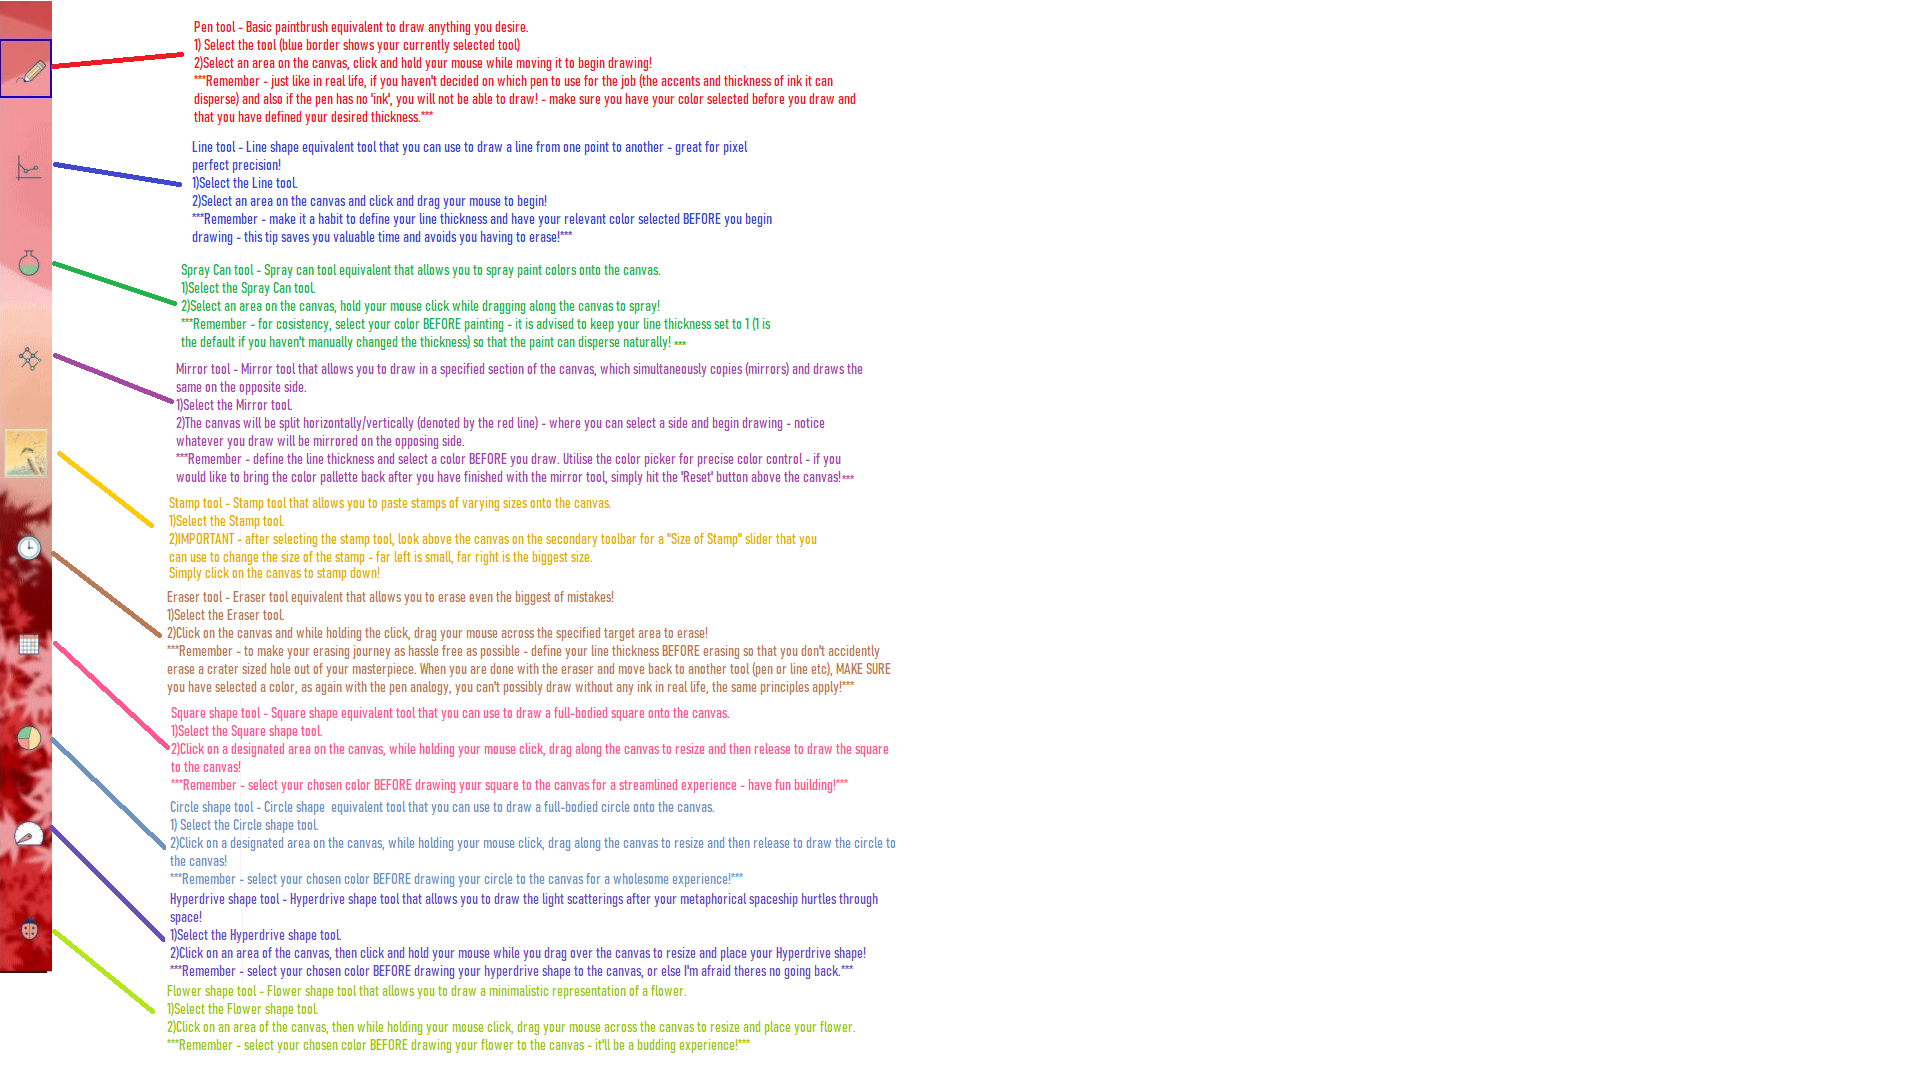 Pen tool - Basic paintbrush equivalent to draw anything you desire.
1) Select the tool (blue border shows your currently selected tool)
2)Select an area on the canvas, click and hold your mouse while moving it to begin drawing!
***Remember - just like in real life, if you haven't decided on which pen to use for the job (the accents and thickness of ink it can
disperse) and also if the pen has no 'ink', you will not be able to draw! - make sure you have your color selected before you draw and
that you have defined your desired thickness.***
Line tool - Line shape equivalent tool that you can use to draw a line from one point to another - great for pixel
perfect precision!
1)Select the Line tool.
2)Select an area on the canvas and click and drag your mouse to begin!
***Remember - make it a habit to define your line thickness and have your relevant color selected BEFORE you begin
drawing - this tip saves you valuable time and avoids you having to erase!***
Spray Can tool - Spray can tool equivalent that allows you to spray paint colors onto the canvas.
1)Select the Spray Can tool.
2)Select an area on the canvas, hold your mouse click while dragging along the canvas to spray!
***Remember - for cosistency, select your color BEFORE painting - it is advised to keep your line thickness set to 1 (1 is
the default if you haven't manually changed the thickness) so that the paint can disperse naturally! ***
Mirror tool - Mirror tool that allows you to draw in a specified section of the canvas, which simultaneously copies (mirrors) and draws the
same on the opposite side.
1)Select the Mirror tool.
2)The canvas will be split horizontally/vertically (denoted by the red line) - where you can select a side and begin drawing - notice
whatever you draw will be mirrored on the opposing side.
***Remember - define the line thickness and select a color BEFORE you draw. Utilise the color picker for precise color control - if you
would like to bring the color pallette back after you have finished with the mirror tool, simply hit the 'Reset' button above the canvas!***
Stamp tool - Stamp tool that allows you to paste stamps of varying sizes onto the canvas.
1)Select the Stamp tool.
2)IMPORTANT - after selecting the stamp tool, look above the canvas on the secondary toolbar for a "Size of Stamp" slider that you
can use to change the size of the stamp - far left is small, far right is the biggest size.
Simply click on the canvas to stamp down!
Eraser tool - Eraser tool equivalent that allows you to erase even the biggest of mistakes!
1)Select the Eraser tool.
2)Click on the canvas and while holding the click, drag your mouse across the specified target area to erase!
***Remember - to make your erasing journey as hassle free as possible - define your line thickness BEFORE erasing so that you don't accidently
erase a crater sized hole out of your masterpiece. When you are done with the eraser and move back to another tool (pen or line etc), MAKE SURE
you have selected a color, as again with the pen analogy, you can't possibly draw without any ink in real life, the same principles apply!***
Square shape tool - Square shape equivalent tool that you can use to draw a full-bodied square onto the canvas.
1)Select the Square shape tool.
2)Click on a designated area on the canvas, while holding your mouse click, drag along the canvas to resize and then release to draw the square
to the canvas!
***Remember - select your chosen color BEFORE drawing your square to the canvas for a streamlined experience - have fun building!***
Circle shape tool - Circle shape  equivalent tool that you can use to draw a full-bodied circle onto the canvas.
1) Select the Circle shape tool.
2)Click on a designated area on the canvas, while holding your mouse click, drag along the canvas to resize and then release to draw the circle to
the canvas!
***Remember - select your chosen color BEFORE drawing your circle to the canvas for a wholesome experience!***
Hyperdrive shape tool - Hyperdrive shape tool that allows you to draw the light scatterings after your metaphorical spaceship hurtles through
space!
1)Select the Hyperdrive shape tool.
2)Click on an area of the canvas, then click and hold your mouse while you drag over the canvas to resize and place your Hyperdrive shape!
***Remember - select your chosen color BEFORE drawing your hyperdrive shape to the canvas, or else I'm afraid theres no going back.***
Flower shape tool - Flower shape tool that allows you to draw a minimalistic representation of a flower.
1)Select the Flower shape tool.
2)Click on an area of the canvas, then while holding your mouse click, drag your mouse across the canvas to resize and place your flower.
***Remember - select your chosen color BEFORE drawing your flower to the canvas - it'll be a budding experience!***